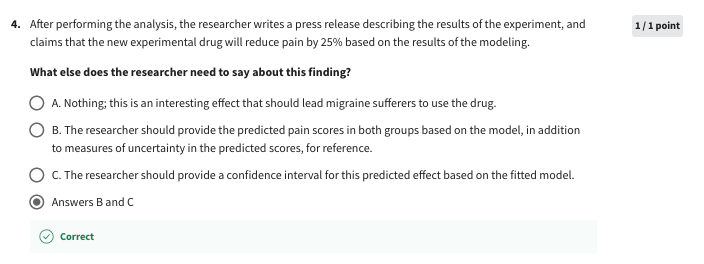 4. After performing the analysis, the researcher writes a press release describing the results of the experiment, and
1 / 1 point
claims that the new experimental drug will reduce pain by 25% based on the results of the modeling.
What else does the researcher need to say about this finding?
A. Nothing; this is an interesting effect that should lead migraine sufferers to use the drug.
B. The researcher should provide the predicted pain scores in both groups based on the model, in addition
to measures of uncertainty in the predicted scores, for reference.
C. The researcher should provide a confidence interval for this predicted effect based on the fitted model.
Answers B and C
Correct